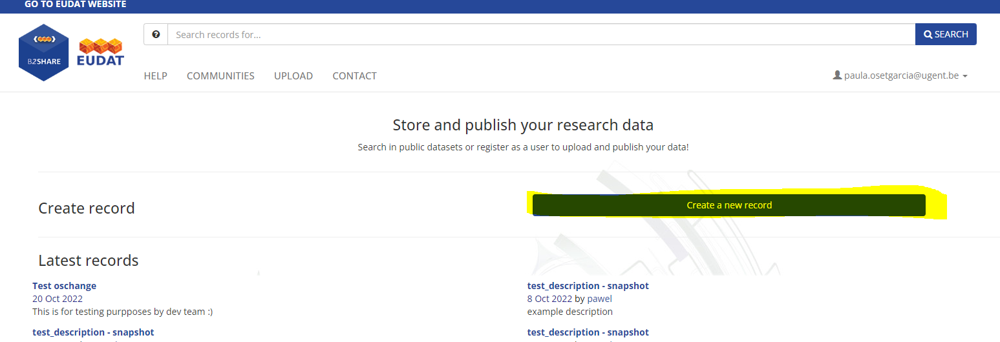 GO TO EUDAT WEBSITE
B2SHARE
EUDAT
Search records for...
SEARCH
HELP COMMUNITIES UPLOAD CONTACT
paula.osetgarcia@ugent.be
Store and publish your research data
Search in public datasets or register as a user to upload and publish your data!
Create record
Create a new record
Latest records
Test oschange
20 Oct 2022
This is for testing purpposes by dev team :)
test_description - snapshot
8 Oct 2022 by pawel
example description
test_description - snapshot
test_description - snapshot